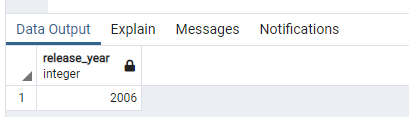 Data Output Explain Messages Notifications
release_year
integer
1 2006